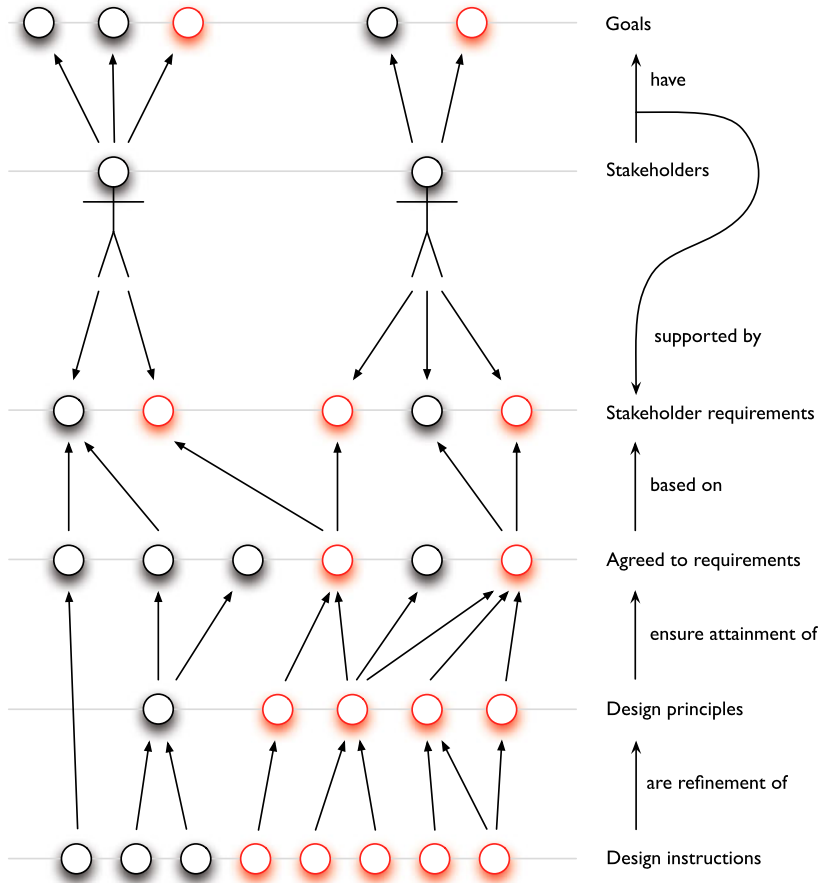 Goals
have
Stakeholders
supported by
Stakeholder requirements
based on
Agreed to requirements
ensure attainment of
Design principles
are refinement of
Design instructions